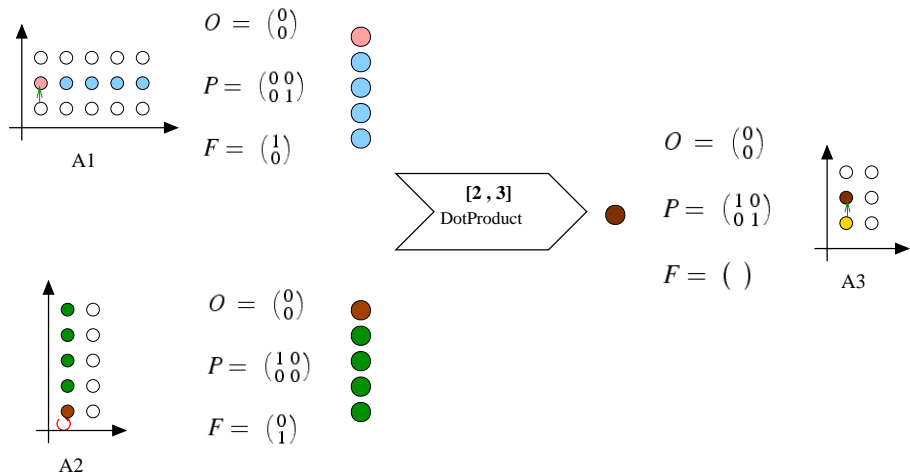 O = (0 0)
P = (0 0 0 1)
F = (1 0)
A1
[2 , 3]
DotProduct
O = (0 0)
P = (1 0 0 1)
F = ( )
A3
O = (0 0)
P = (1 0 0 0)
F = (0 1)
A2